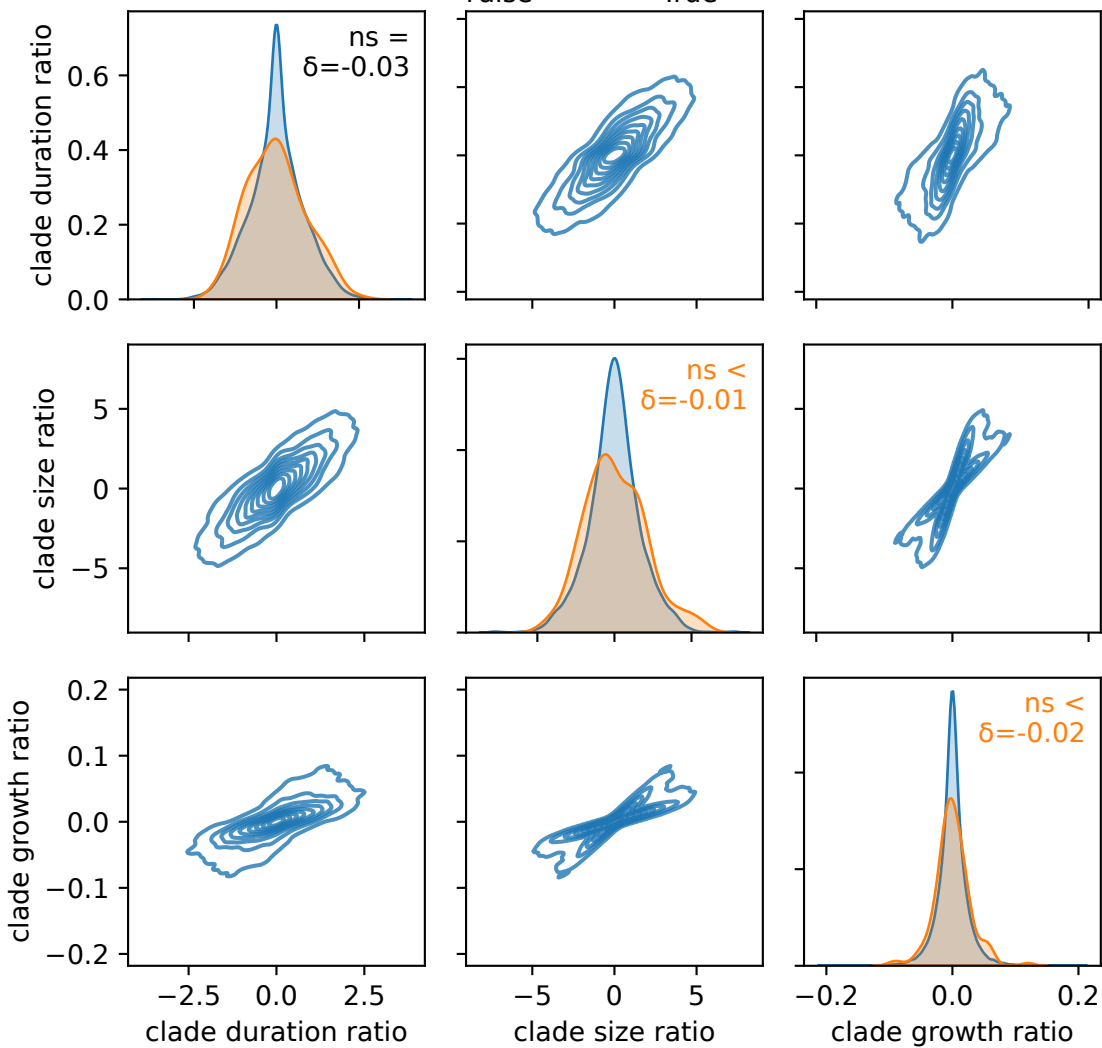 clade duration ratio
0.6
0.4
0.2
0.0
ns =
δ=-0.03
clade size ratio
5
0
−5
ns <
δ=-0.01
clade growth ratio
0.2
0.1
0.0
−0.1
−0.2
ns <
δ=-0.02
−2.5 0.0 2.5
−5 0 5
−0.2 0.0 0.2
clade duration ratio
clade size ratio
clade growth ratio